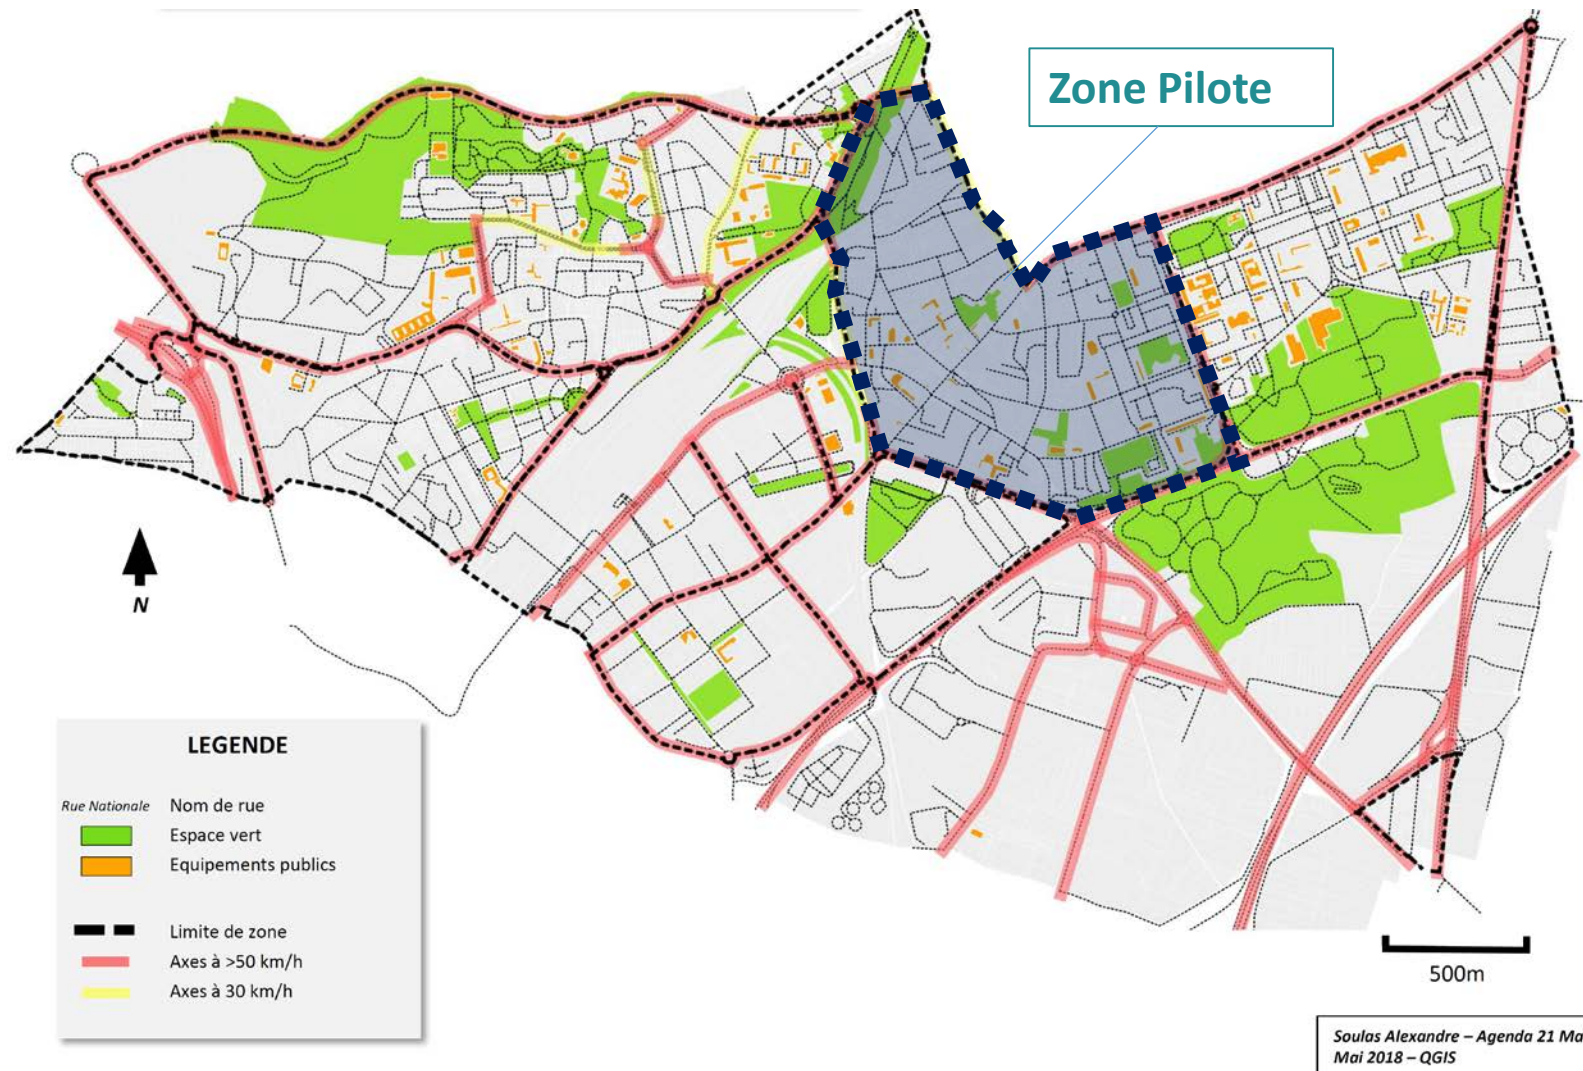 Zone Pilote
N
LEGENDE
Rue Nationale Nom de rue
Espace vert
Equipements publics
Limite de zone
Axes à >50 km/h
Axes à 30 km/h
500m
Soulas Alexandre – Agenda 21 Ma
Mai 2018 – QGIS